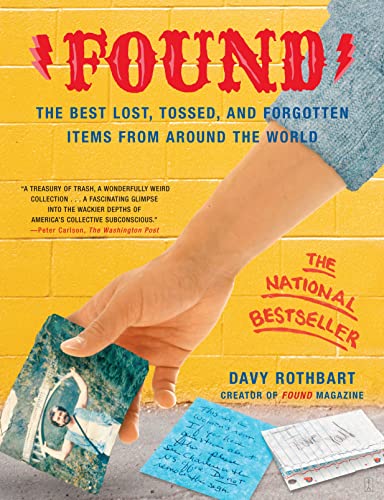 FOUND
THE BEST LOST, TOSSED, AND FORGOTTEN
ITEMS FROM AROUND THE WORLD
"A TREASURY OF TRASH, A WONDERFULLY WEIRD
COLLECTION . . . A FASCINATING GLIMPSE
INTO THE WACKIER DEPTHS OF
AMERICA'S COLLECTIVE SUBCONSCIOUS."
—Peter Carlson, The Washington Post
THE
NATIONAL
BESTSELLER
DAVY ROTHBART
CREATOR OF FOUND MAGAZINE